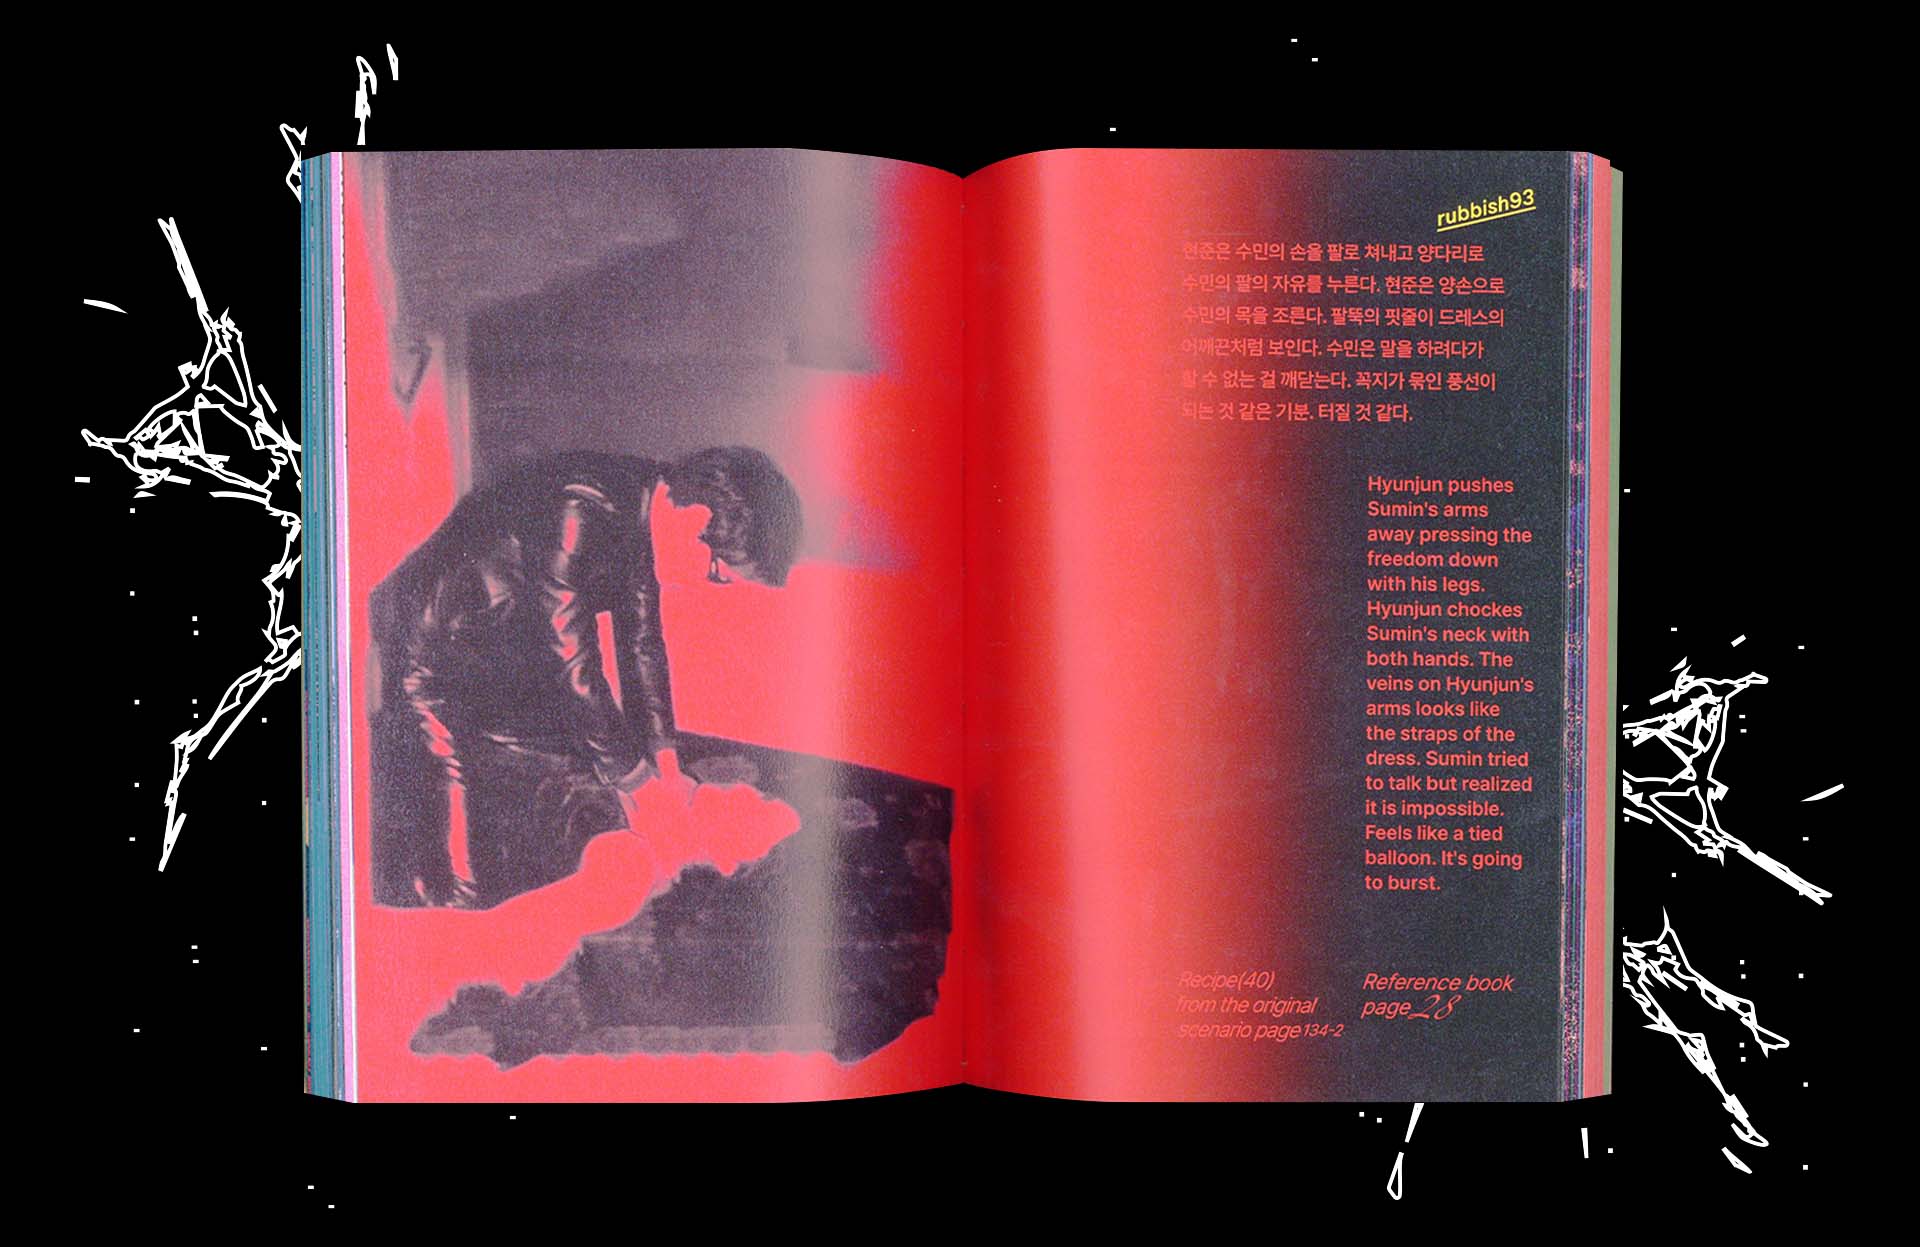 rubbish93
현준은 수민의 손을 팔로 쳐내고 양다리로
수민의 팔의 자유를 누른다. 현준은 양손으로
수민의 목을 조른다. 팔뚝의 핏줄이 드레스의
어깨끈처럼 보인다. 수민은 말을 하려다가
할 수 없는 걸 깨닫는다. 꼭지가 묶인 풍선이
되는 것 같은 기분. 터질 것 같다.
Hyunjun pushes
Sumin's arms
away pressing the
freedom down
with his legs.
Hyunjun chockes
Sumin's neck with
both hands. The
veins on Hyunjun's
arms looks like
the straps of the
dress. Sumin tried
to talk but realized
it is impossible.
Feels like a tied
balloon. It's going
to burst.
Recipe(40)
from the original
scenario page 134-2
Reference book
page 28